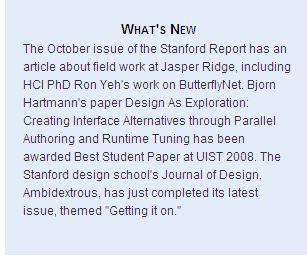 What's New
The October issue of the Stanford Report has an
article about field work at Jasper Ridge, including
HCI PhD Ron Yeh's work on ButterflyNet. Bjorn
Hartmann's paper Design As Exploration:
Creating Interface Alternatives through Parallel
Authoring and Runtime Tuning has been
awarded Best Student Paper at UIST 2008. The
Stanford design school's Journal of Design,
Ambidextrous, has just completed its latest
issue, themed "Getting it on."